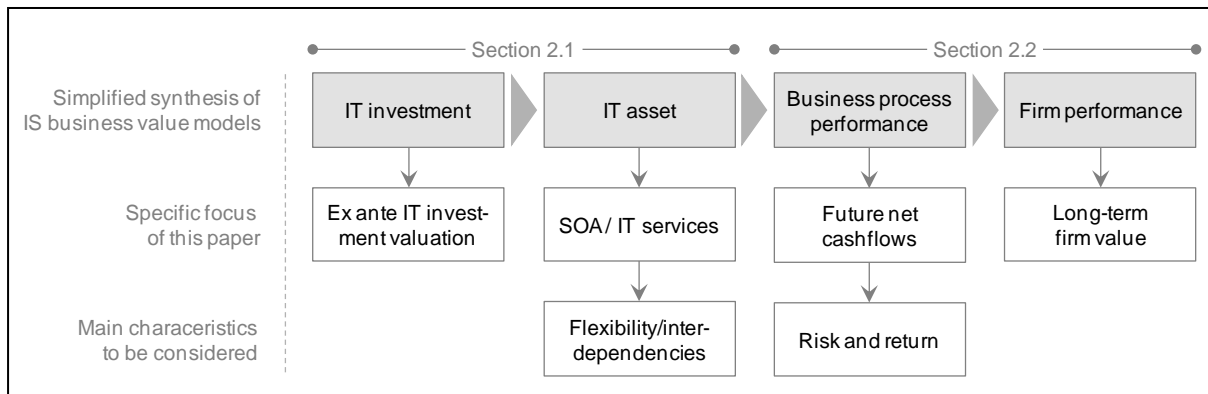 Section 2.1
Section 2.2
Simplified synthesis of
IS business value models
IT investment
IT asset
Business process
performance
Firm performance
Specific focus
of this paper
Ex ante IT invest-
ment valuation
SOA / IT services
Future net
cashflows
Long-term
firm value
Main characeristics
to be considered
Flexibility/inter-
dependencies
Risk and return